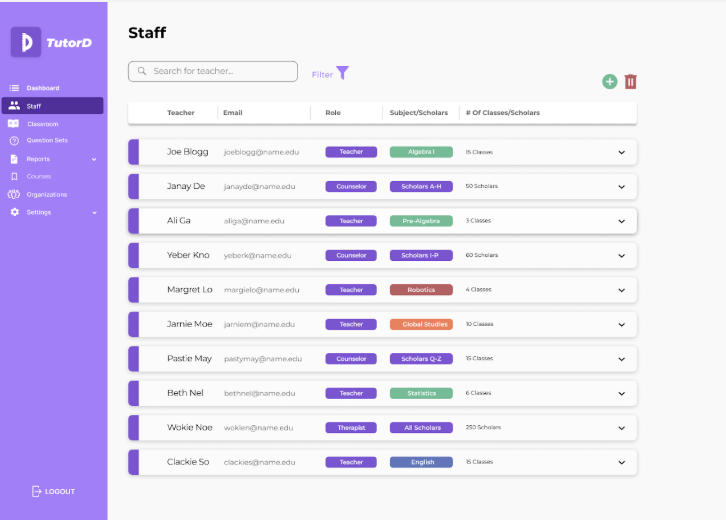 Staff
TutorD
Search for teacher...
Filter
Dashboard
Staff
Classroom
Question Sets
Reports
Courses
Organizations
Settings
LOGOUT
Teacher Email Role Subject/Scholars # Of Classes/Scholars
Joe Blogg joeblogg@name.edu Teacher Algebra I 15 Classes
Janay De janayde@name.edu Counselor Scholars A-H 50 Scholars
Ali Ga aliga@name.edu Teacher Pre-Algebra 3 Classes
Yeber Kno yeberk@name.edu Counselor Scholars I-P 60 Scholars
Margret Lo margielo@name.edu Teacher Robotics 4 Classes
Jarnie Moe jarniem@name.edu Teacher Global Studies 10 Classes
Pastie May pastymay@name.edu Counselor Scholars Q-Z 15 Classes
Beth Nel bethnel@name.edu Teacher Statistics 6 Classes
Wokie Noe woklen@name.edu Therapist All Scholars 250 Scholars
Clackie So clackies@name.edu Teacher English 15 Classes